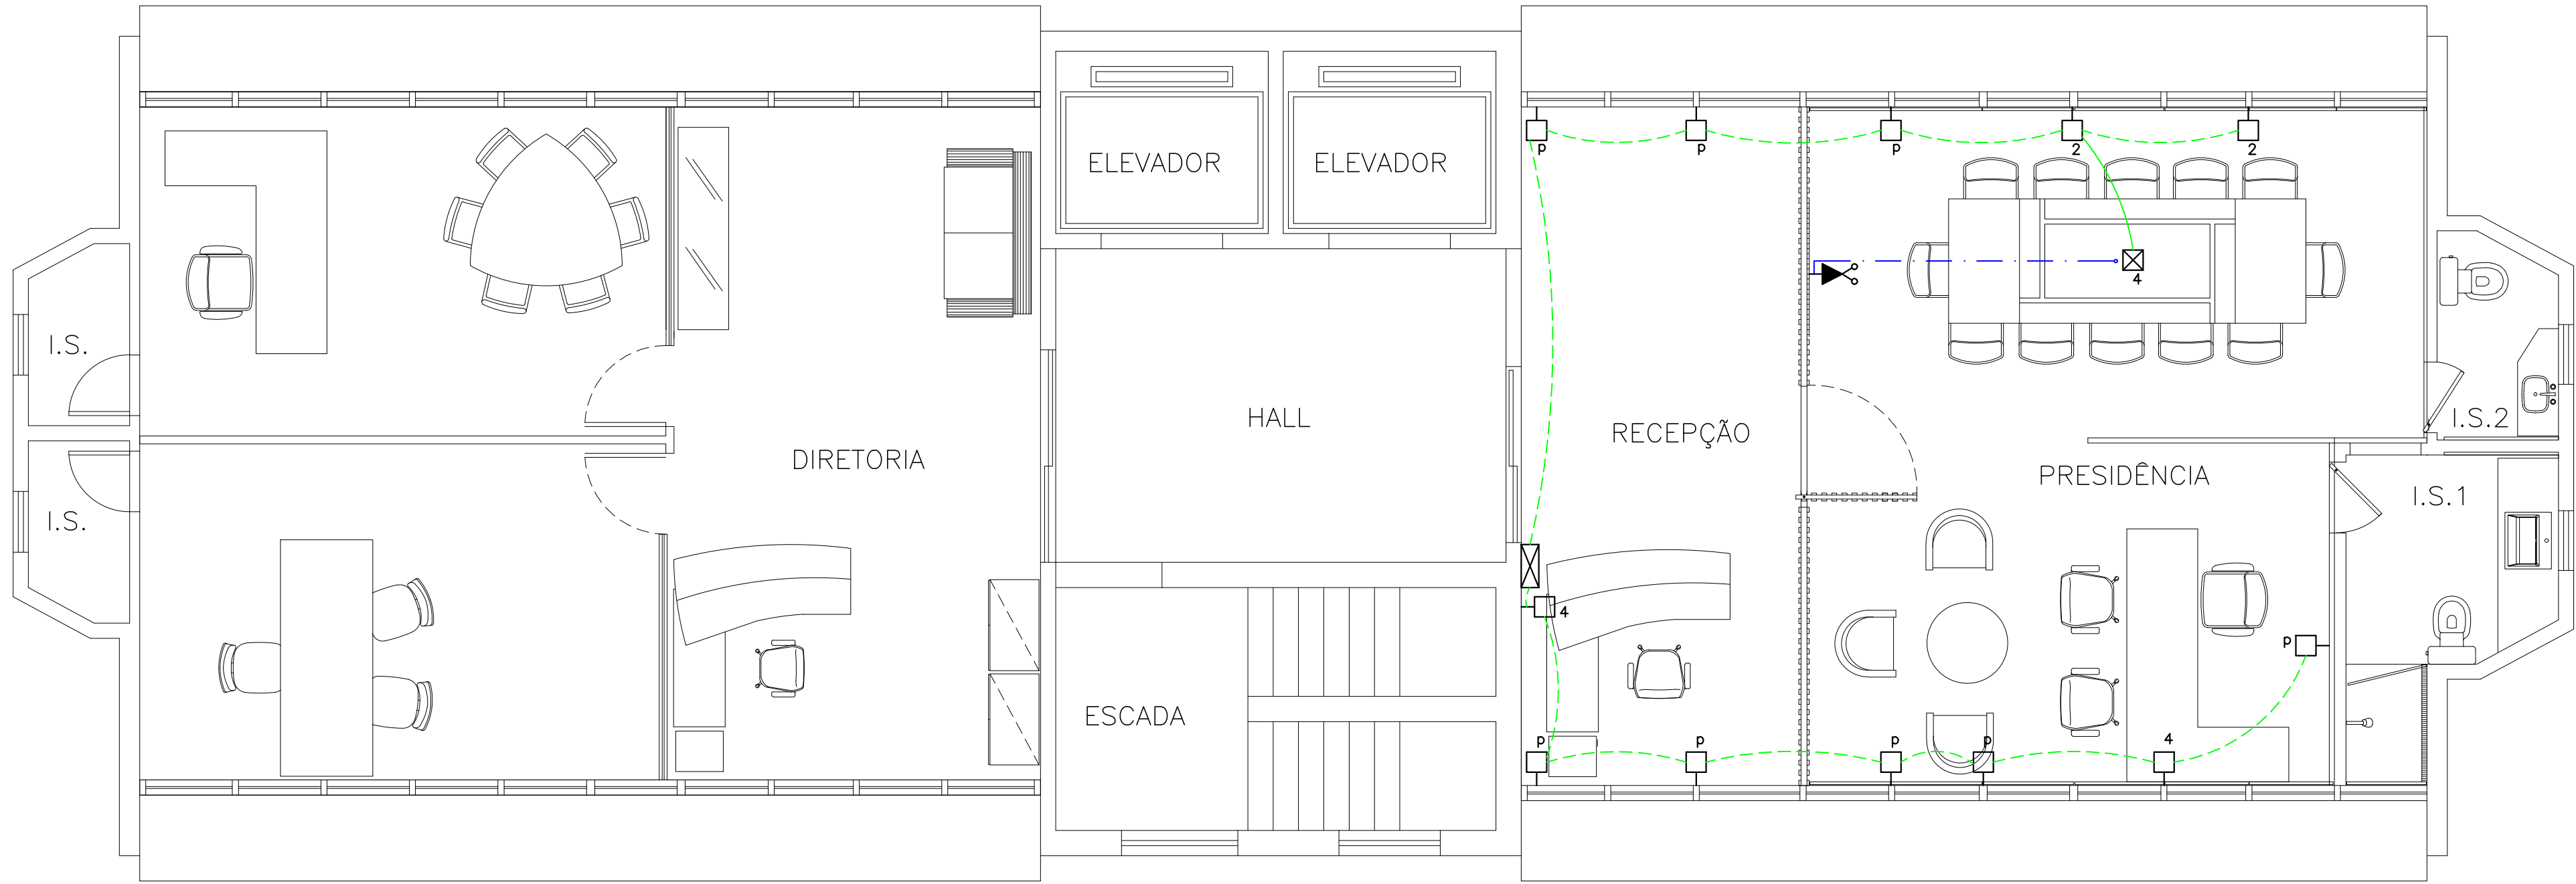 P
P
P
2
2
ELEVADOR
ELEVADOR
4
I.S.
HALL
RECEPÇÃO
I.S.2
DIRETORIA
PRESIDÊNCIA
I.S.1
I.S.
4
P
ESCADA
P
P
P
P
4